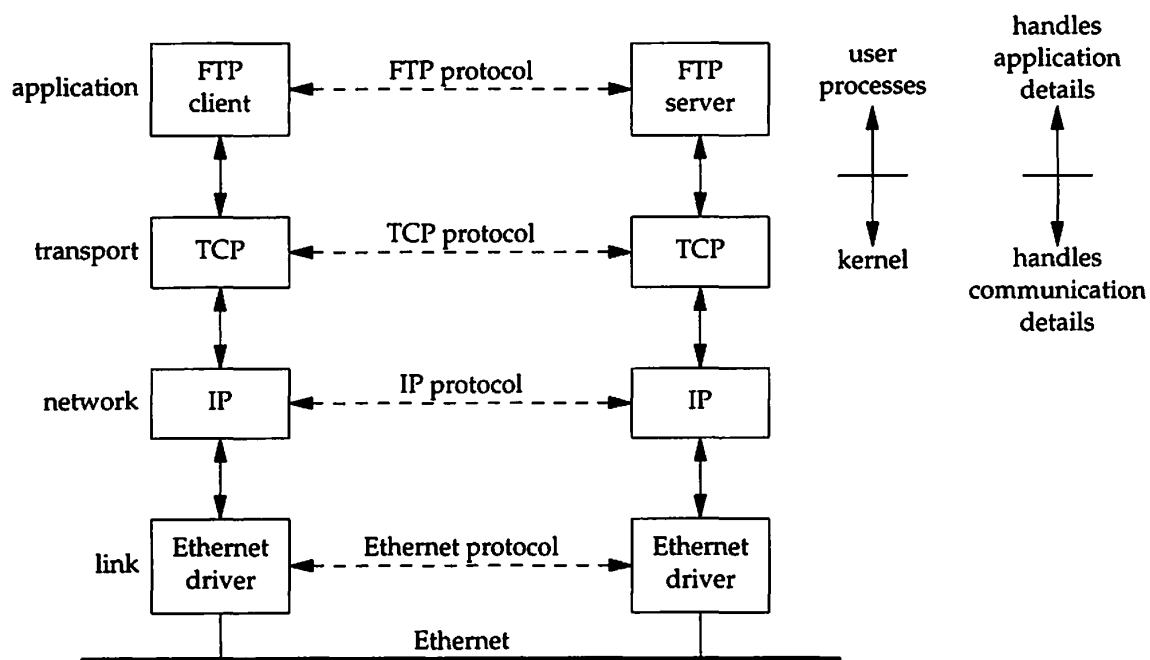 handles
application
details
user
processes
application
FTP
client
FTP protocol
FTP
server
transport
TCP
TCP protocol
TCP
kernel
handles
communication
details
network
IP
IP protocol
IP
link
Ethernet
driver
Ethernet protocol
Ethernet
driver
Ethernet